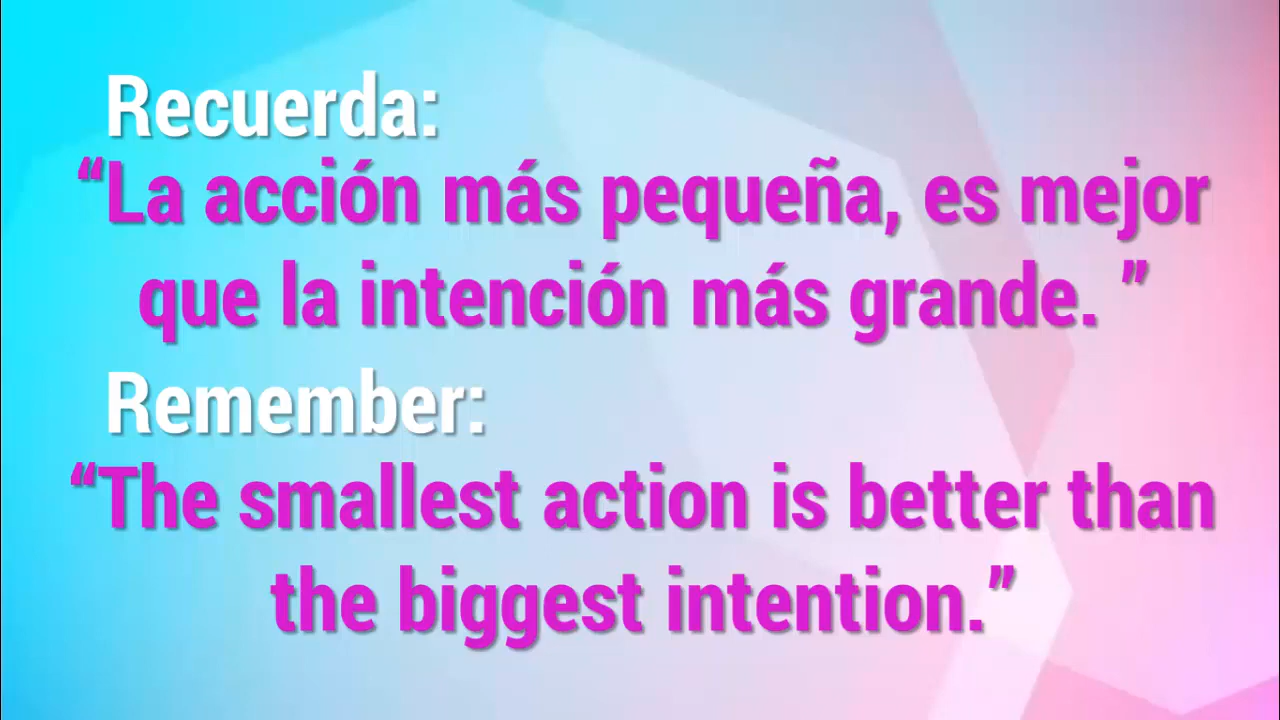 Recuerda:
“La acción más pequeña, es mejor
que la intención más grande. ”
Remember:
“The smallest action is better than
the biggest intention.”